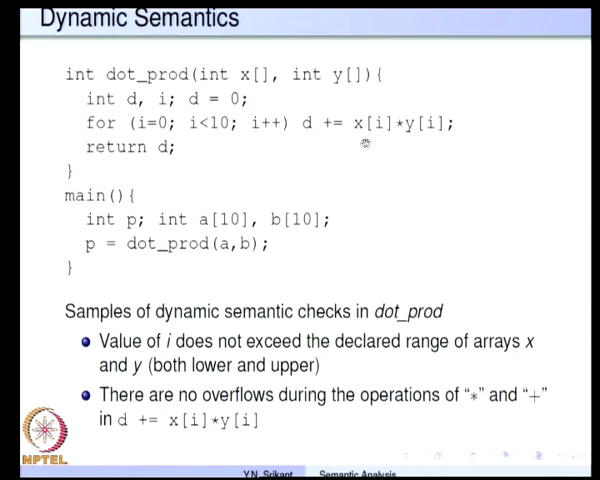 Dynamic Semantics
int dot_prod(int x[], int y[]){
int d, i; d = 0;
for (i=0; i<10; i++) d += x[i]*y[i];
return d;
}
main(){
int p; int a[10], b[10];
p = dot_prod(a,b);
}
Samples of dynamic semantic checks in dot_prod
Value of i does not exceed the declared range of arrays x
and y (both lower and upper)
There are no overflows during the operations of “*” and “+”
in d += x[i]*y[i]
NPTEL
Y.N. Srikant Semantic Analysis